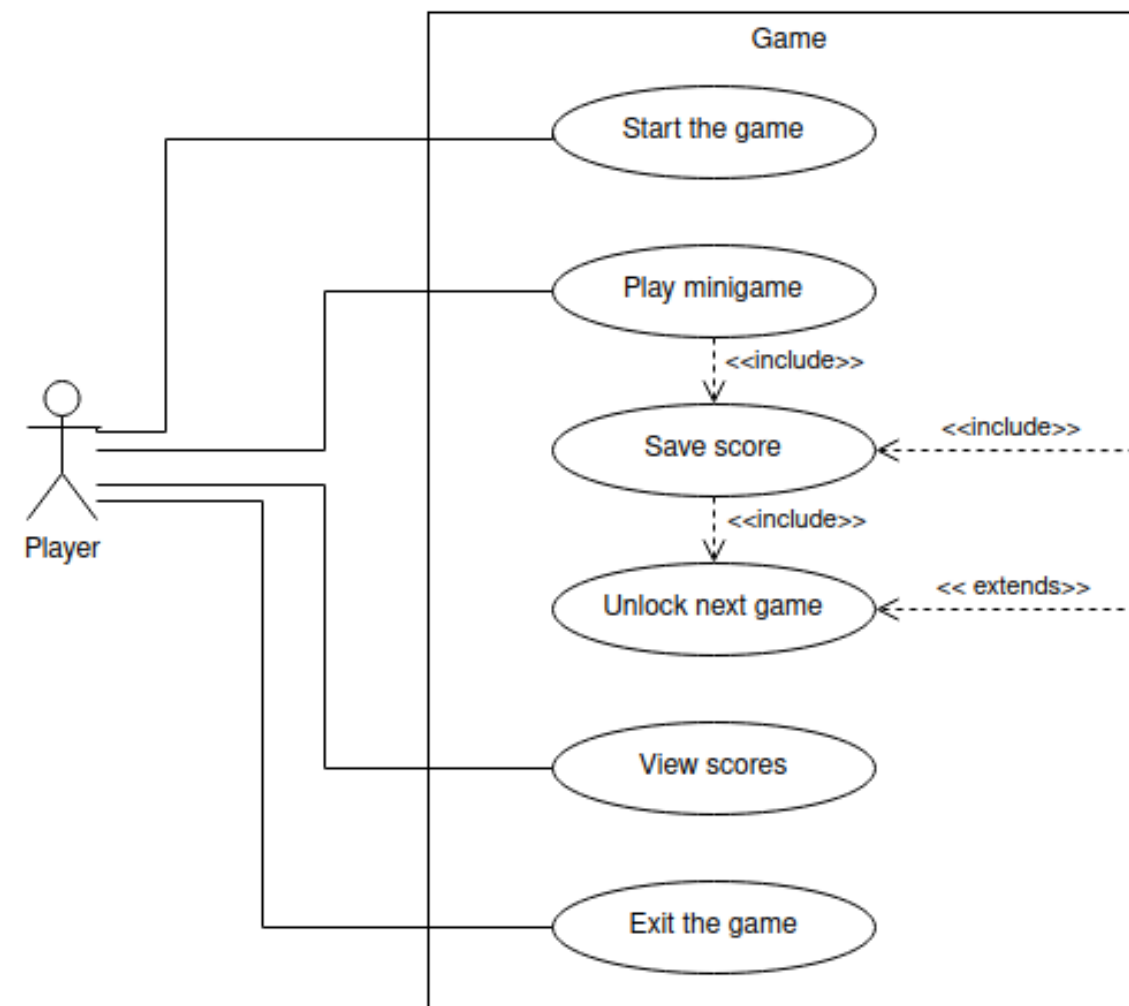 Game
Start the game
Play minigame
<<include>>
Save score
<<include>>
<<include>>
Unlock next game
<< extends>>
Player
View scores
Exit the game